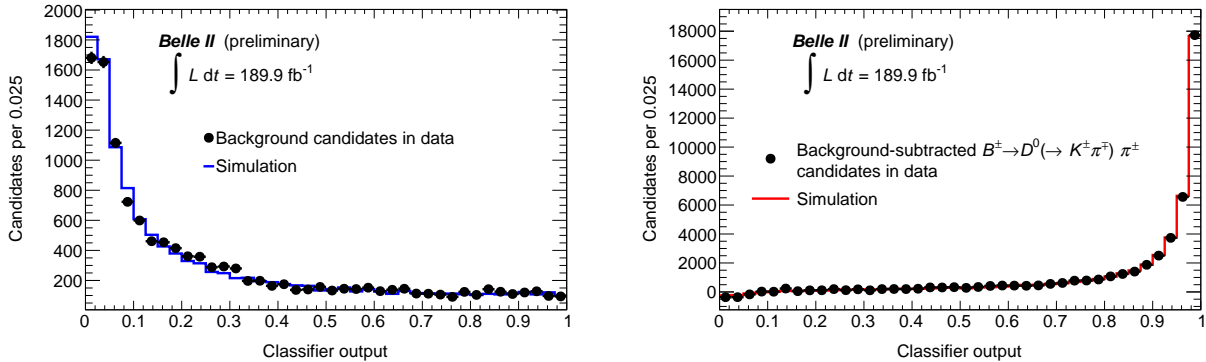 Candidates per 0.025
2000
1800
1600
1400
1200
1000
800
600
400
200
0 0.1 0.2 0.3 0.4 0.5 0.6 0.7 0.8 0.9 1
Classifier output
Belle II (preliminary)
∫ L dt = 189.9 fb⁻¹
Background candidates in data
Simulation
Candidates per 0.025
18000
16000
14000
12000
10000
8000
6000
4000
2000
0
0 0.1 0.2 0.3 0.4 0.5 0.6 0.7 0.8 0.9 1
Classifier output
Belle II (preliminary)
∫ L dt = 189.9 fb⁻¹
Background-subtracted B±→D⁰(→ K±π∓) π±
candidates in data
Simulation